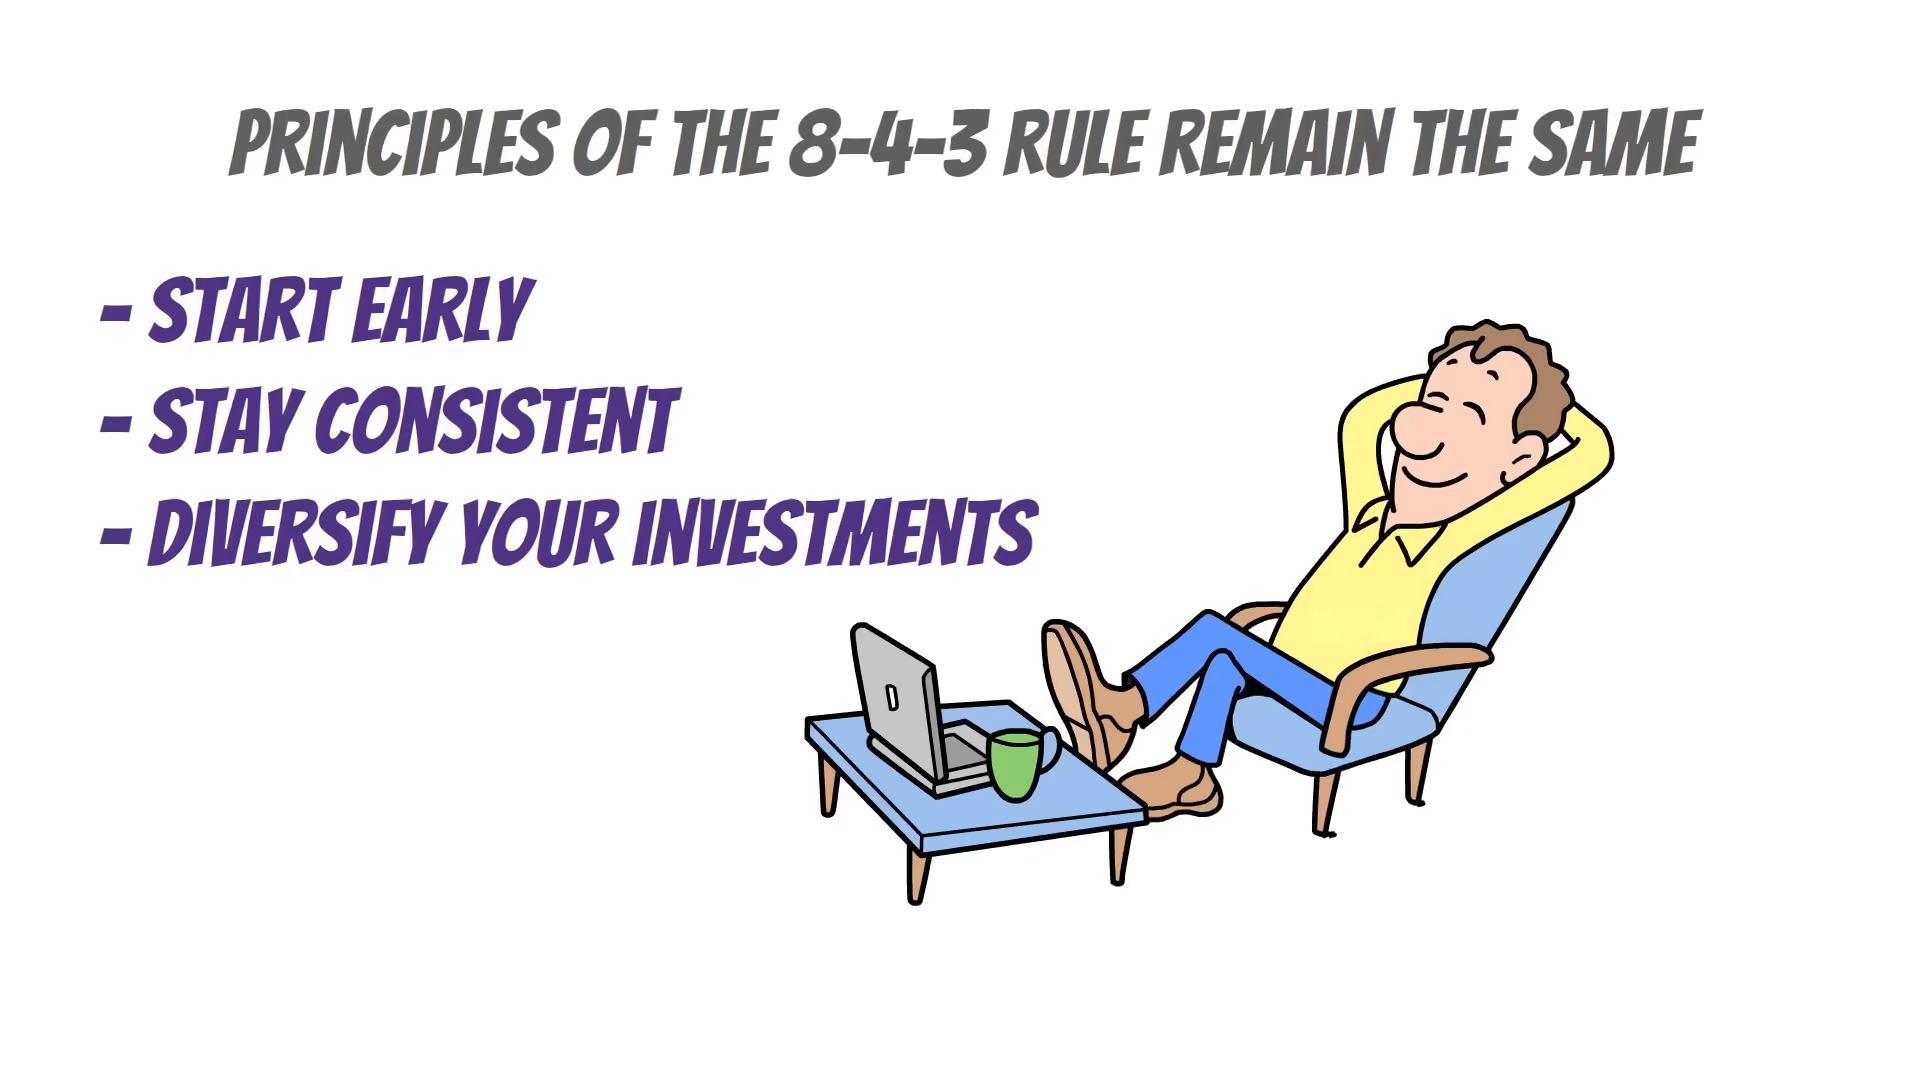 PRINCIPLES OF THE 8-4-3 RULE REMAIN THE SAME
- START EARLY
- STAY CONSISTENT
- DIVERSIFY YOUR INVESTMENTS